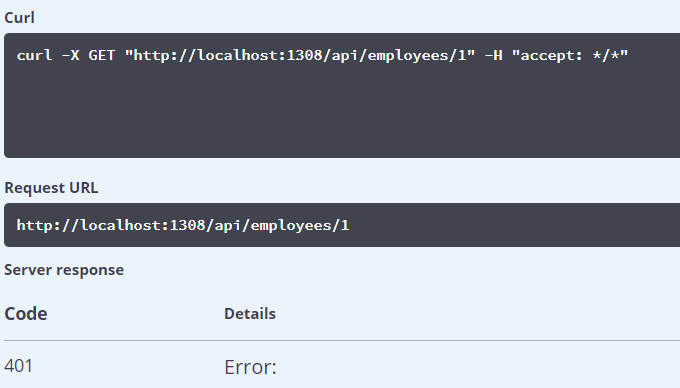 Curl
curl -X GET "http://localhost:1308/api/employees/1" -H "accept: */*"
Request URL
http://localhost:1308/api/employees/1
Server response
Code Details
401 Error: